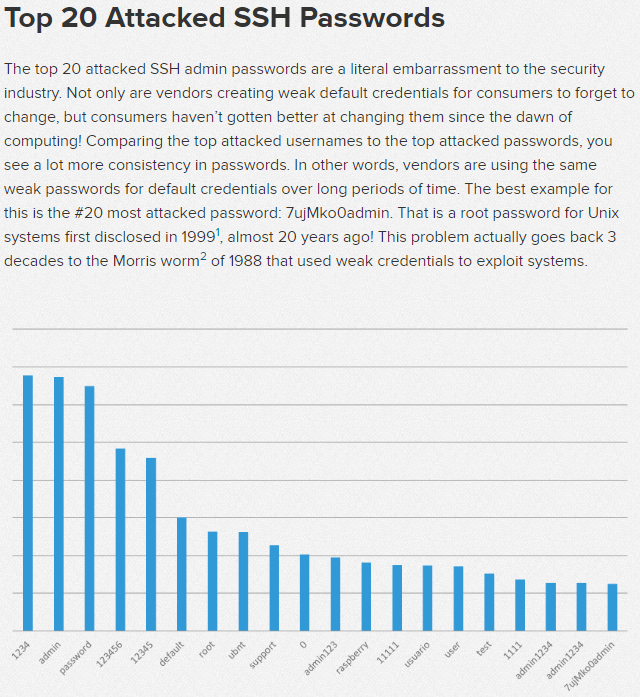 Top 20 Attacked SSH Passwords
The top 20 attacked SSH admin passwords are a literal embarrassment to the security
industry. Not only are vendors creating weak default credentials for consumers to forget to
change, but consumers haven’t gotten better at changing them since the dawn of
computing! Comparing the top attacked usernames to the top attacked passwords, you
see a lot more consistency in passwords. In other words, vendors are using the same
weak passwords for default credentials over long periods of time. The best example for
this is the #20 most attacked password: 7ujMko0admin. That is a root password for Unix
systems first disclosed in 1999¹, almost 20 years ago! This problem actually goes back 3
decades to the Morris worm² of 1988 that used weak credentials to exploit systems.
1234
admin
password
123456
12345
default
root
ubnt
support
0
admin123
raspberry
11111
usuario
user
test
1111
admin1234
admin1234
7ujMko0admin